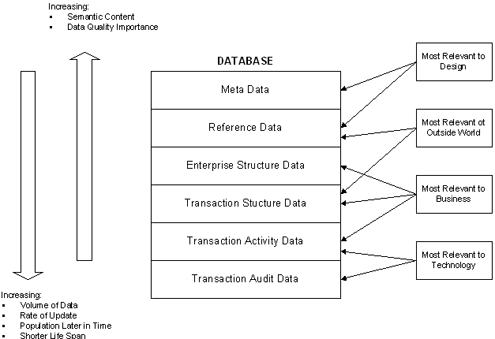 Increasing:
• Semantic Content
• Data Quality Importance
DATABASE
Meta Data
Reference Data
Enterprise Structure Data
Transaction Stucture Data
Transaction Activity Data
Transaction Audit Data
Most Relevant to
Design
Most Relevant ot
Outside World
Most Relevant to
Business
Most Relevant to
Technology
Increasing:
• Volume of Data
• Rate of Update
• Population Later in Time
• Shorter Life Span